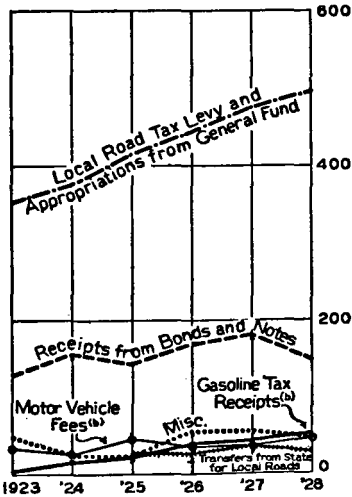 600
Local Road Tax Levy and
Appropriations from General Fund
400
200
Receipts from Bonds and Notes
Gasoline Tax
Receipts(b)
Motor Vehicle
Fees(b)
Misc.
Transfers from State
for Local Roads
0
1923 '24 '25 '26 '27 '28